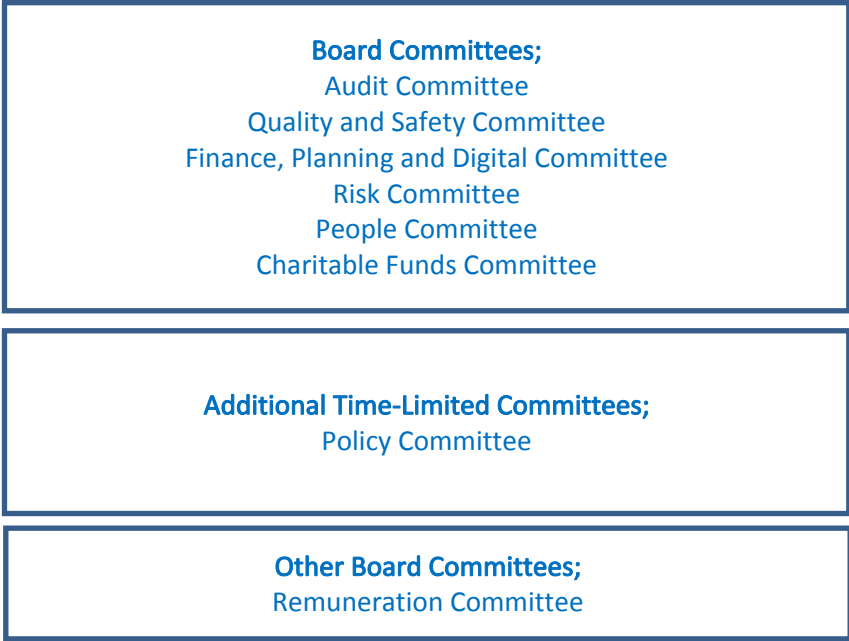 Board Committees;
Audit Committee
Quality and Safety Committee
Finance, Planning and Digital Committee
Risk Committee
People Committee
Charitable Funds Committee
Additional Time-Limited Committees;
Policy Committee
Other Board Committees;
Remuneration Committee